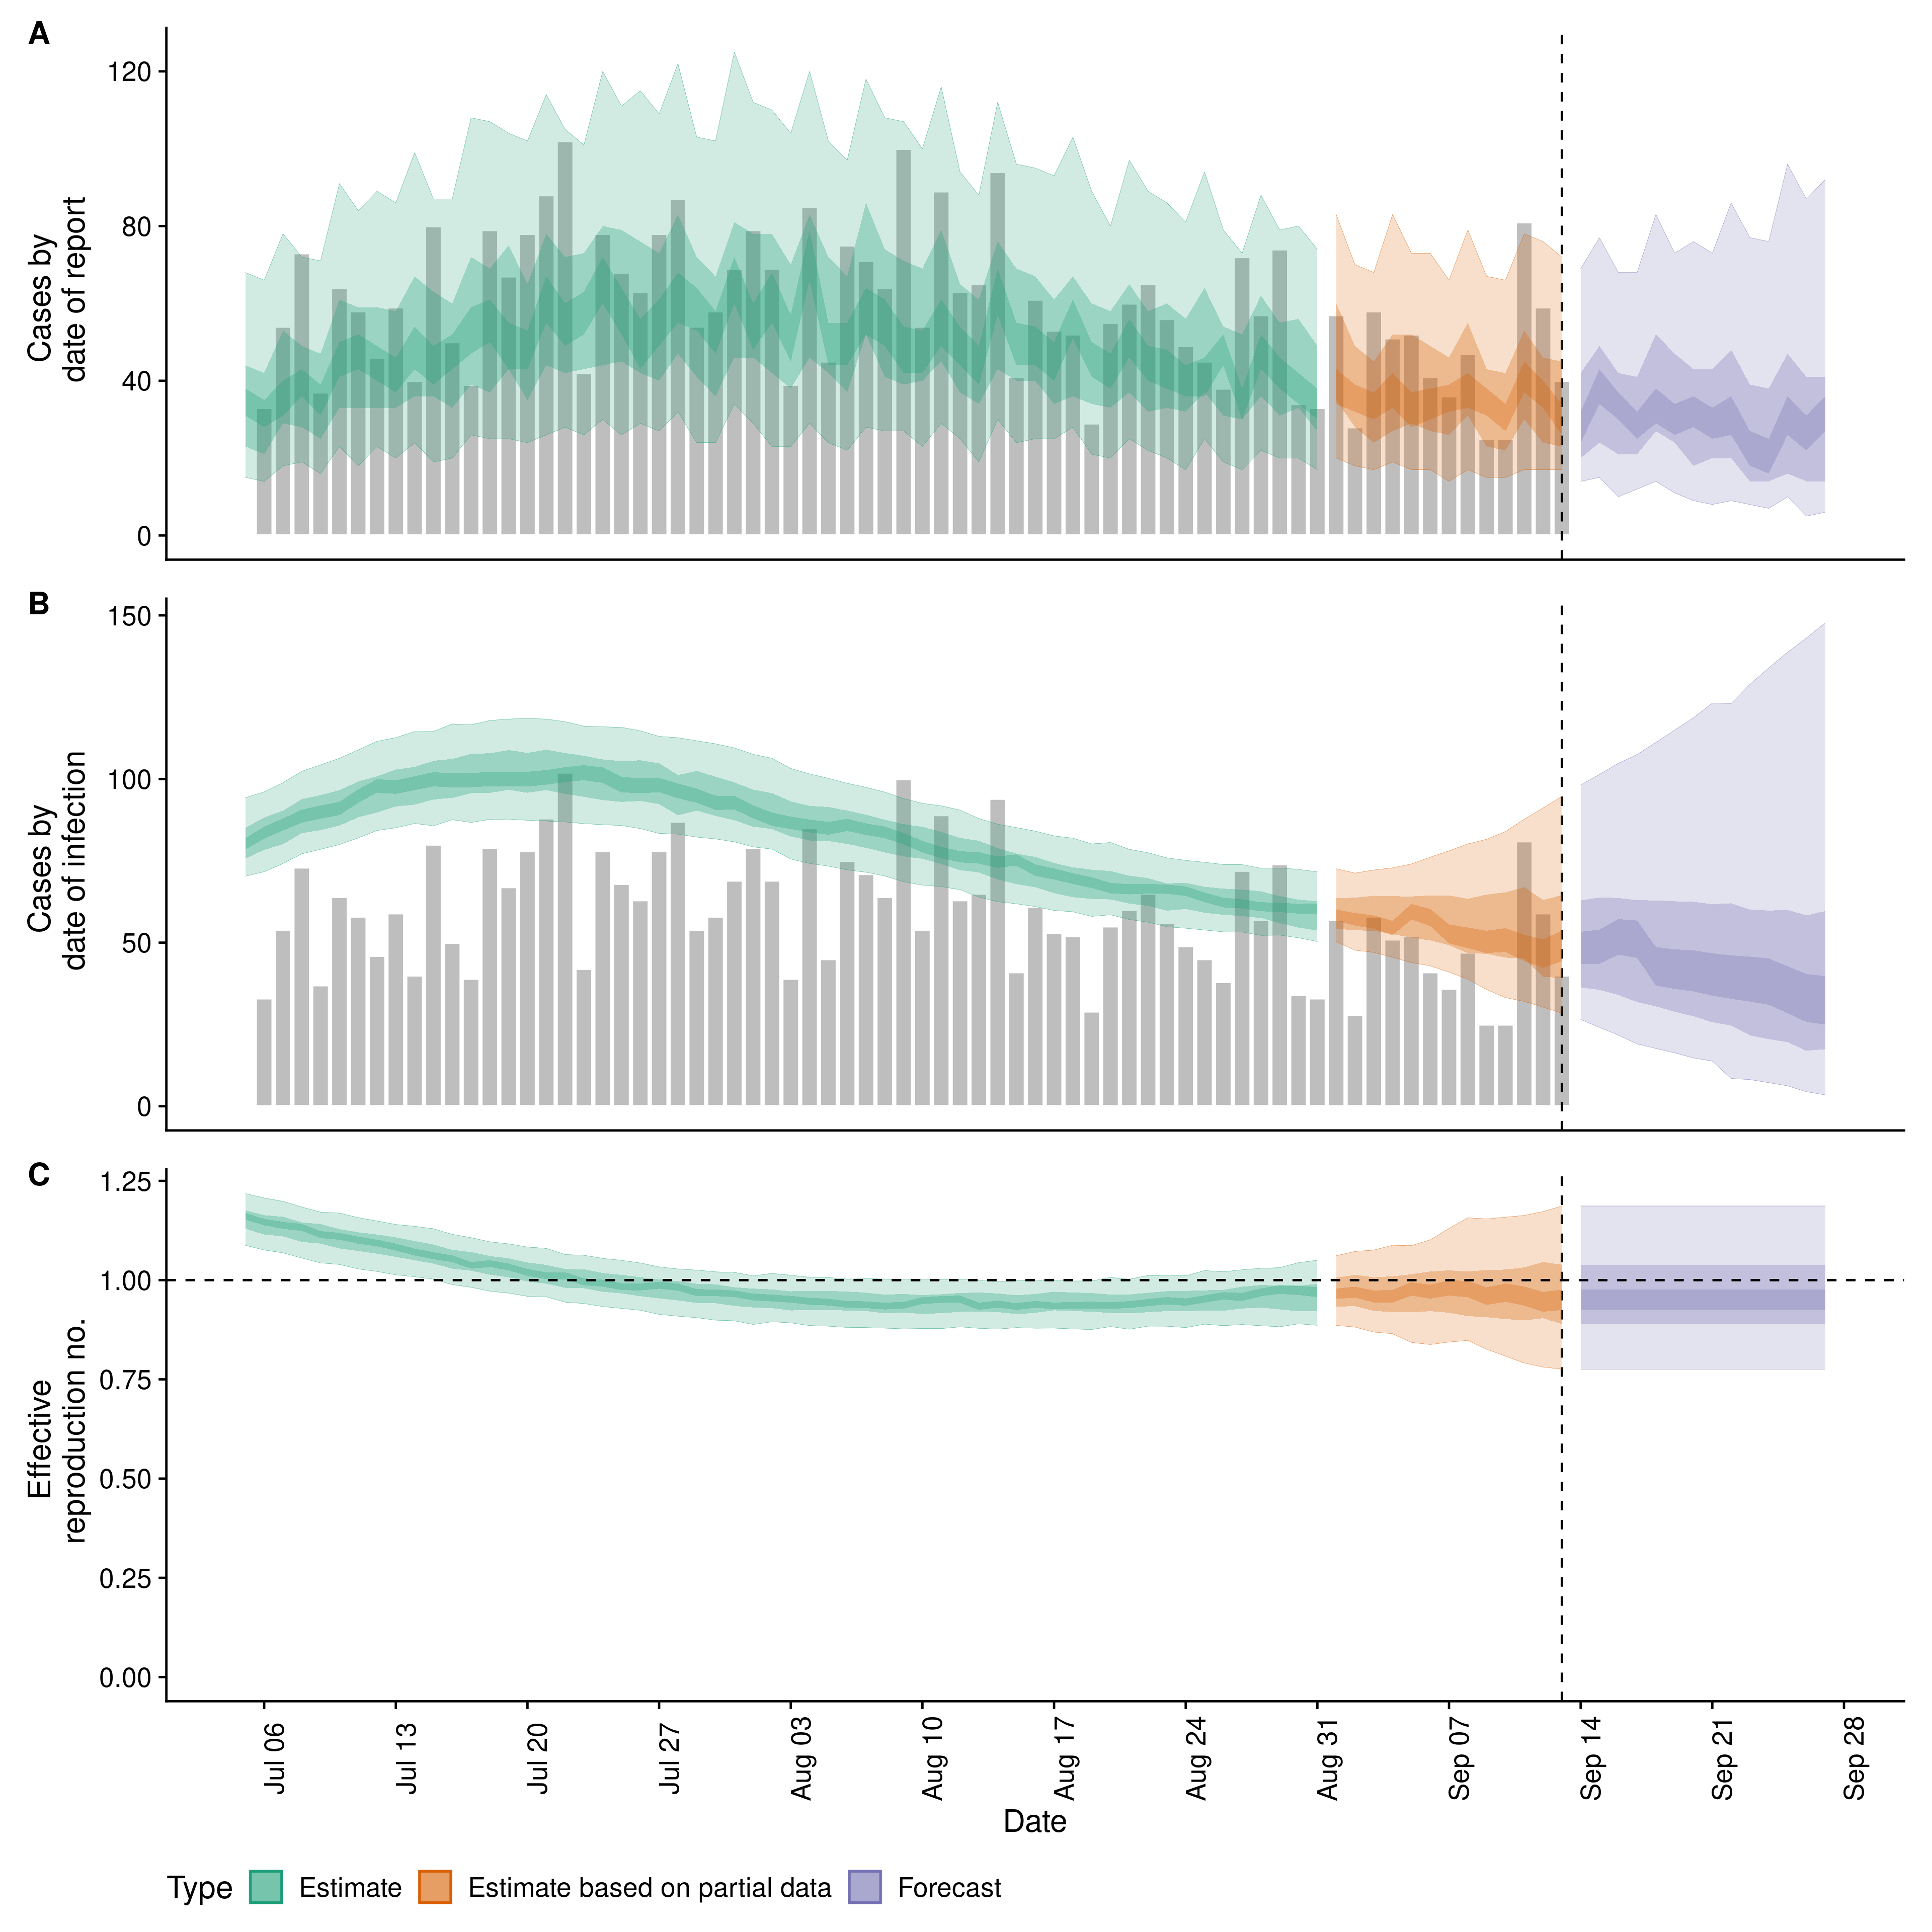 A
120
80
40
0
Cases by
date of report
B
150
100
50
0
Cases by
date of infection
C
1.25
1.00
0.75
0.50
0.25
0.00
Effective
reproduction no.
Jul 06
Jul 13
Jul 20
Jul 27
Aug 03
Aug 10
Aug 17
Aug 24
Aug 31
Sep 07
Sep 14
Sep 21
Sep 28
Date
Type Estimate Estimate based on partial data Forecast